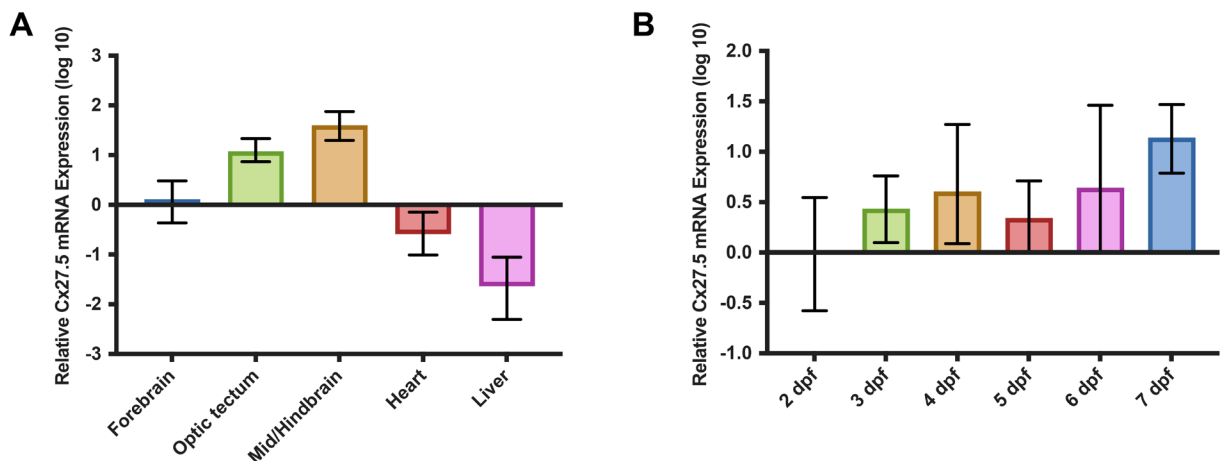 A
Relative Cx27.5 mRNA Expression (log 10)
3
2
1
0
-1
-2
-3
Forebrain
Optic tectum
Mid/Hindbrain
Heart
Liver
B
Relative Cx27.5 mRNA Expression (log 10)
2.0
1.5
1.0
0.5
0.0
-0.5
-1.0
2 dpf
3 dpf
4 dpf
5 dpf
6 dpf
7 dpf